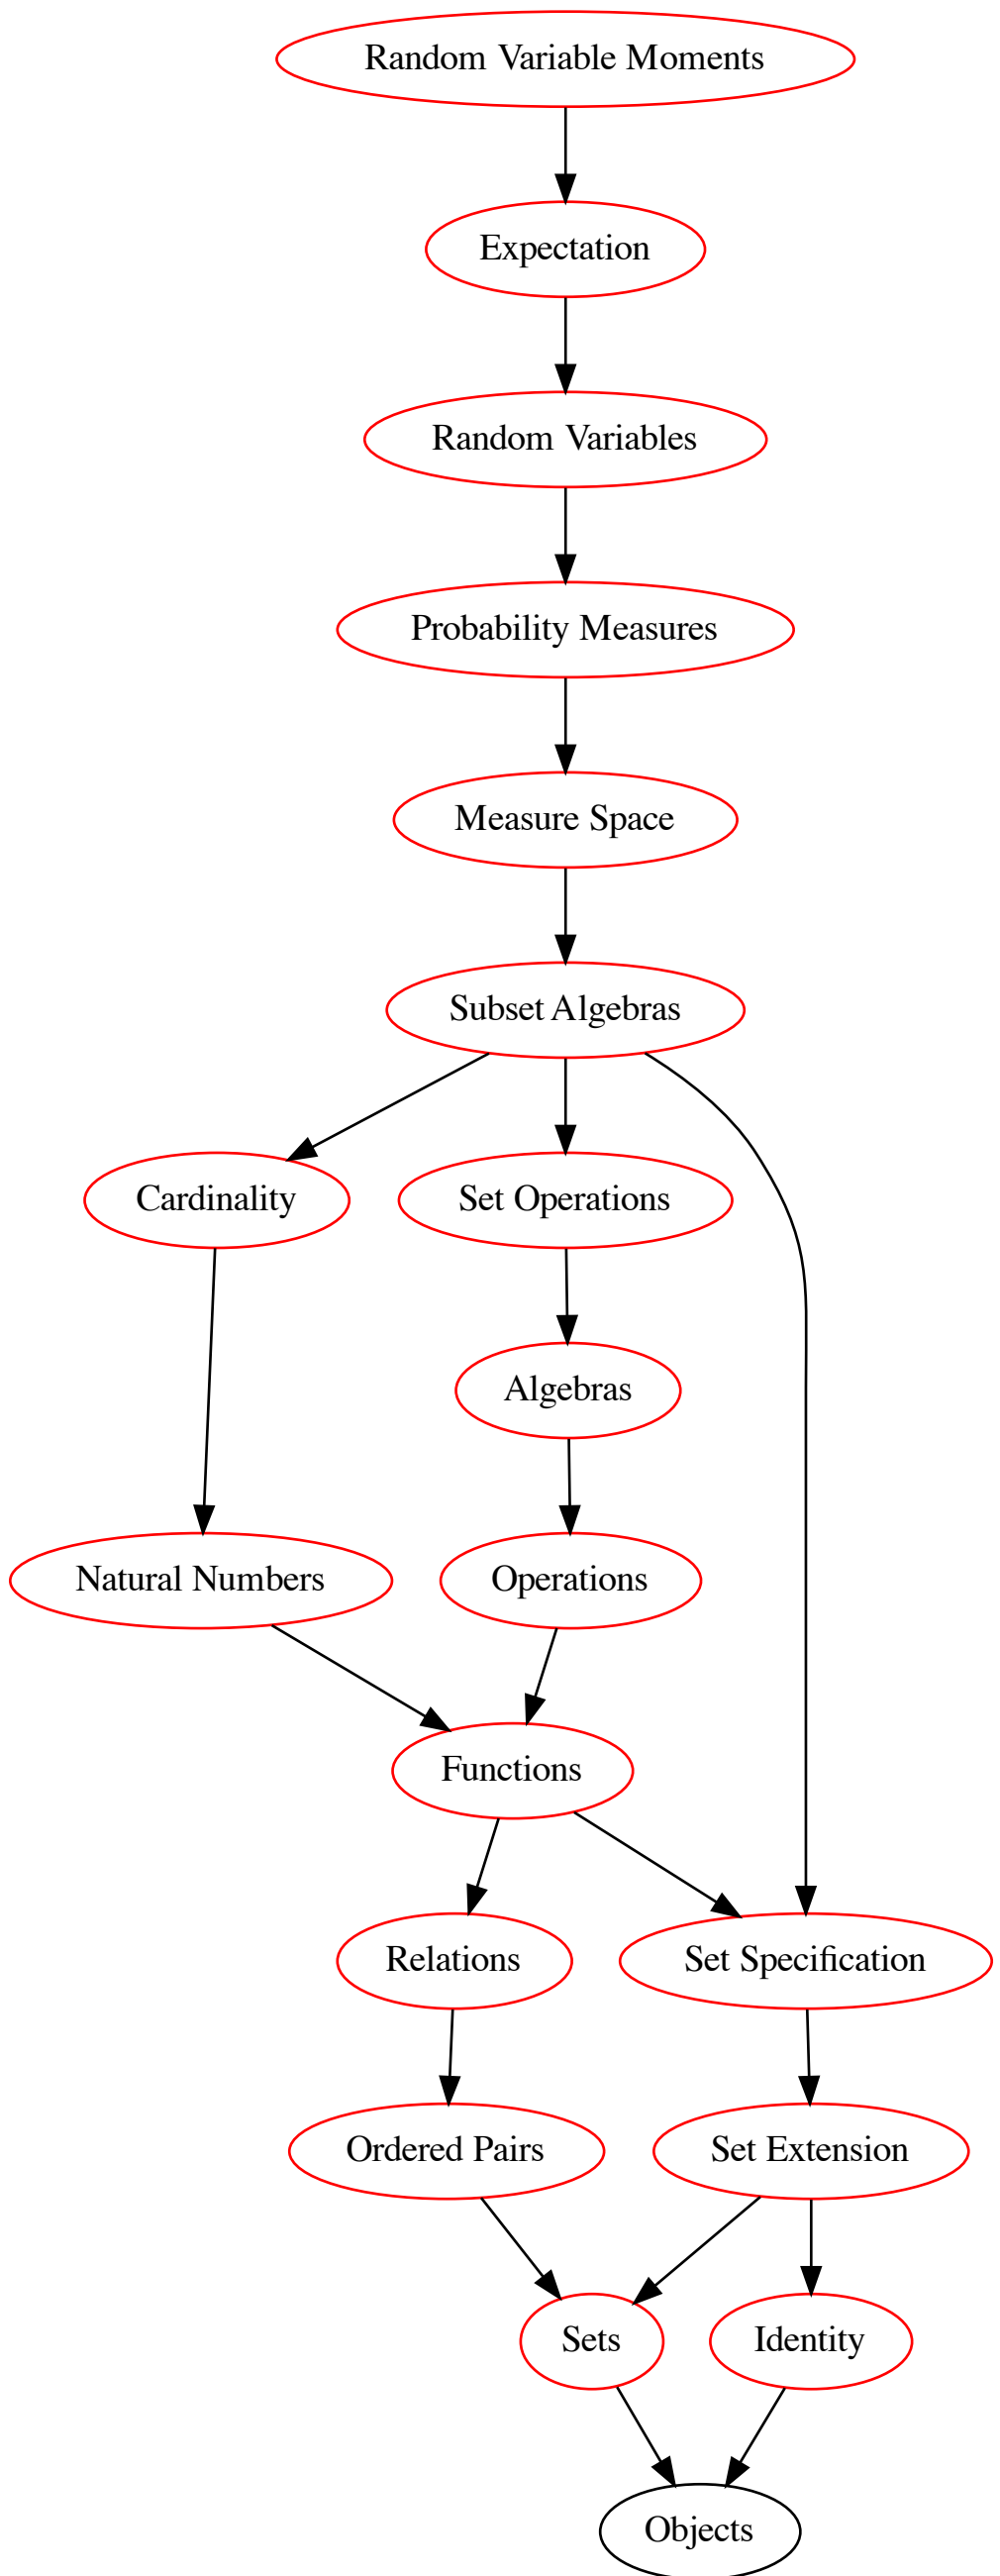 Random Variable Moments
Expectation
Random Variables
Probability Measures
Measure Space
Subset Algebras
Cardinality
Set Operations
Algebras
Natural Numbers
Operations
Functions
Relations
Set Specification
Ordered Pairs
Set Extension
Sets
Identity
Objects